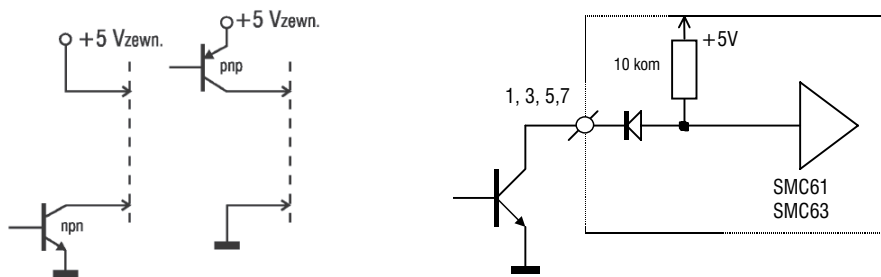 +5 Vzewn.
+5 Vzewn.
pnp
npn
+5V
10 kom
1, 3, 5,7
SMC61
SMC63